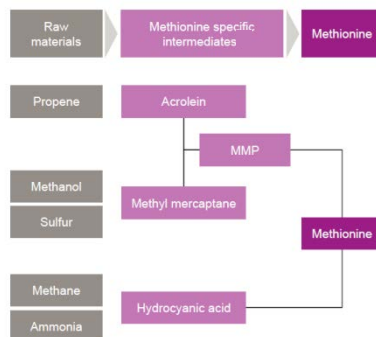 Raw
materials
Methionine specific
intermediates
Methionine
Propene
Acrolein
MMP
Methanol
Methyl mercaptane
Sulfur
Methionine
Methane
Hydrocyanic acid
Ammonia